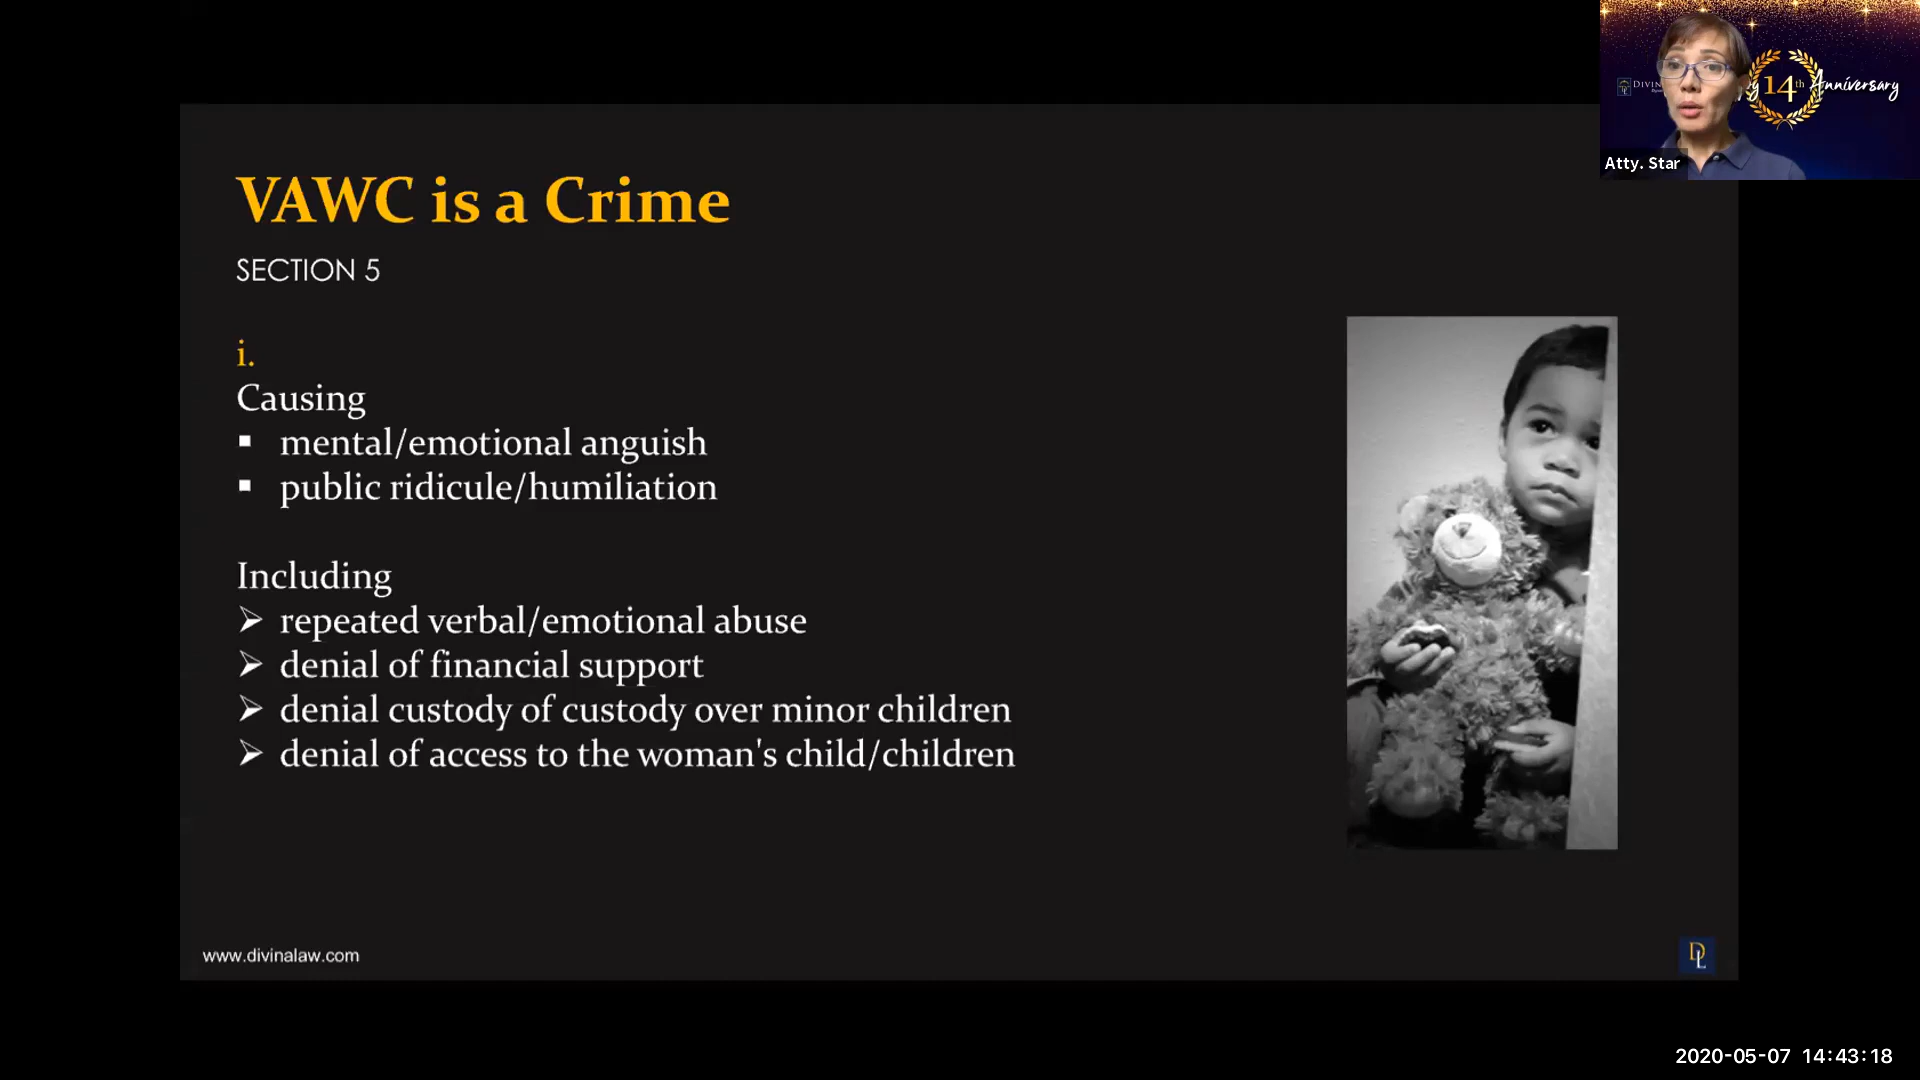 14th Anniversary
Atty. Star
VAWC is a Crime
SECTION 5
i.
Causing
▪ mental/emotional anguish
▪ public ridicule/humiliation
Including
➢ repeated verbal/emotional abuse
➢ denial of financial support
➢ denial custody of custody over minor children
➢ denial of access to the woman's child/children
www.divinalaw.com
DL
2020-05-07 14:43:18